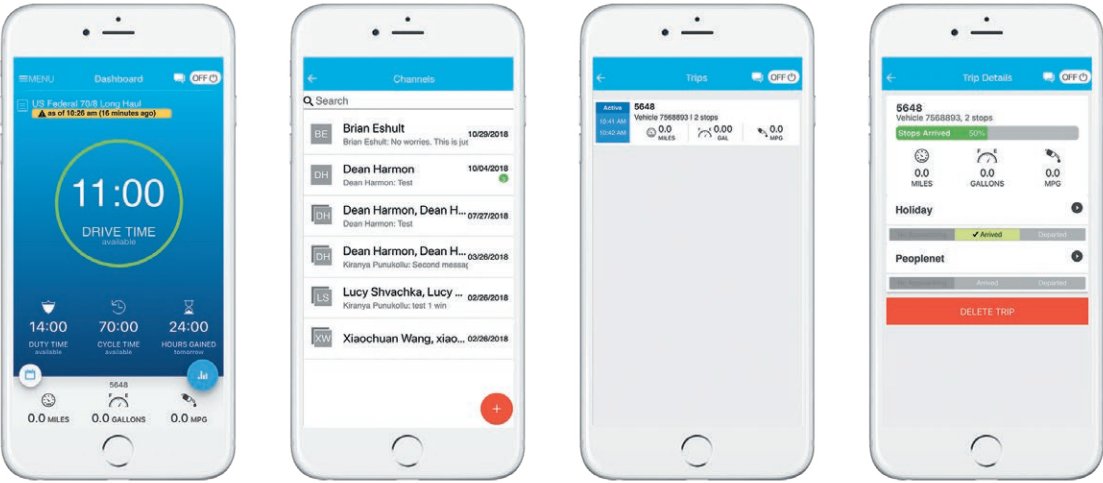 MENU
Dashboard
OFF
US Federal 70/8 Long Haul
as of 10:26 am (16 minutes ago)
11:00
DRIVE TIME
available
14:00
DUTY TIME
available
70:00
CYCLE TIME
available
24:00
HOURS GAINED
tomorrow
5648
0.0 MILES
0.0 GALLONS
0.0 MPG
Channels
Search
BE
Brian Eshult
10/29/2018
Brian Eshult: No worries. This is jus
DH
Dean Harmon
10/04/2018
Dean Harmon: Test
DH
Dean Harmon, Dean H...
07/27/2018
Dean Harmon: Test
DH
Dean Harmon, Dean H...
03/26/2018
Kiranya Punukollu: Second messag
LS
Lucy Shvachka, Lucy ...
02/26/2018
Kiranya Punukollu: test 1 win
XW
Xiaochuan Wang, xiao...
02/26/2018
+
Trips
OFF
Active
10:41 AM
10:42 AM
5648
Vehicle 7568893 | 2 stops
0.0
MILES
0.00
GAL
0.0
MPG
Trip Details
OFF
5648
Vehicle 7568893, 2 stops
Stops Arrived 50%
F
0.0
MILES
0.0
GALLONS
0.0
MPG
Holiday
Arrived
Departed
Peoplenet
Arrived
Departed
DELETE TRIP